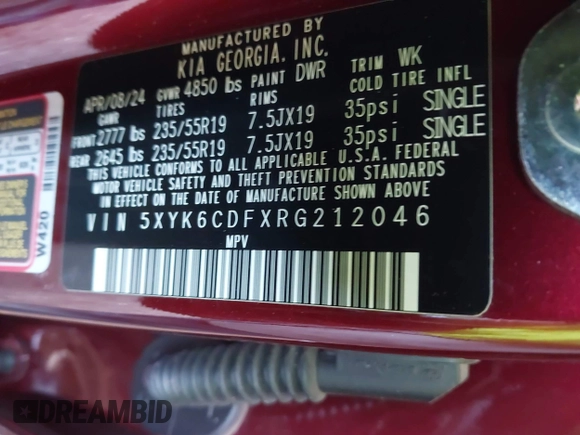 MANUFACTURED BY
KIA GEORGIA, INC.
APR/08/24 GVWR 4850 lbs PAINT DWR TRIM WK
GAWR TIRES RIMS COLD TIRE INFL
FRONT 2777 lbs 235/55R19 7.5JX19 35psi SINGLE
REAR 2645 lbs 235/55R19 7.5JX19 35psi SINGLE
THIS VEHICLE CONFORMS TO ALL APPLICABLE U.S.A. FEDERAL
MOTOR VEHICLE SAFETY AND THEFT PREVENTION STANDARDS
IN EFFECT ON THE DATE OF MANUFACTURE SHOWN ABOVE.
VIN 5XYK6CDFXRG212046
MPV
W420
DREAMBID